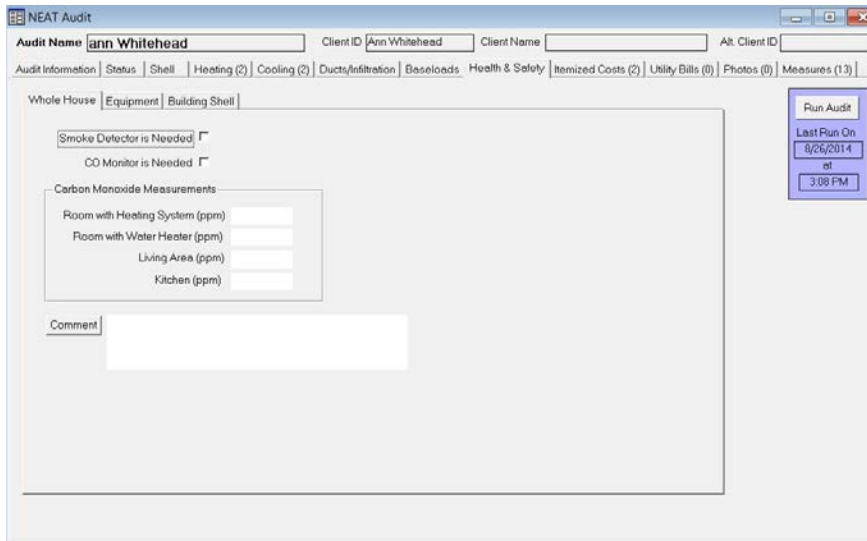 NEAT Audit
Audit Name ann Whitehead Client ID Ann Whitehead Client Name Alt. Client ID
Audit Information Status Shell Heating (2) Cooling (2) Ducts/Infiltration Baseloads Health & Safety Itemized Costs (2) Utility Bills (0) Photos (0) Measures (13)
Whole House Equipment Building Shell
Run Audit
Last Run On
8/26/2014
at
3:08 PM
Smoke Detector is Needed
CO Monitor is Needed
Carbon Monoxide Measurements
Room with Heating System (ppm)
Room with Water Heater (ppm)
Living Area (ppm)
Kitchen (ppm)
Comment